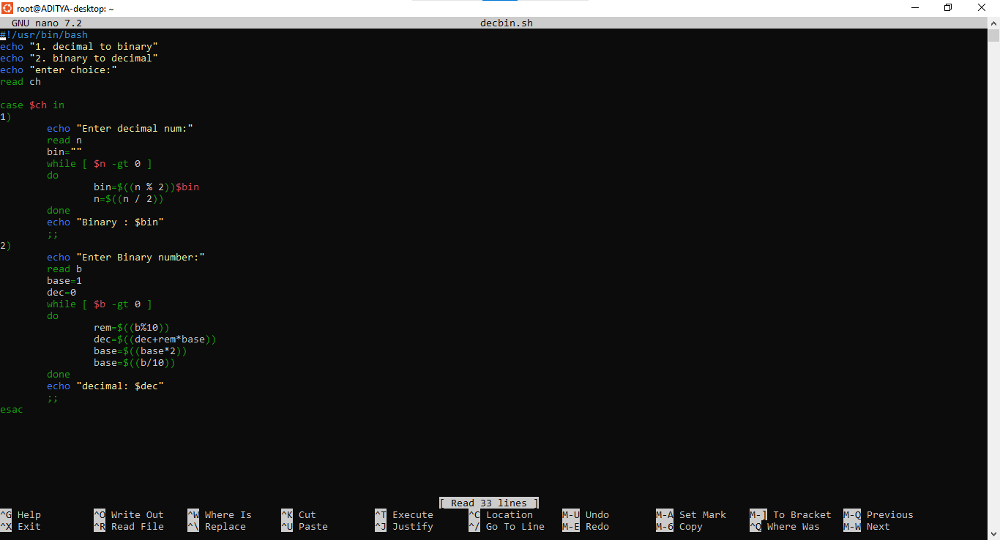 root@ADITYA-desktop: ~
GNU nano 7.2 decbin.sh
#!/usr/bin/bash
echo "1. decimal to binary"
echo "2. binary to decimal"
echo "enter choice:"
read ch
case $ch in
1)
echo "Enter decimal num:"
read n
bin=""
while [ $n -gt 0 ]
do
bin=$((n % 2))$bin
n=$((n / 2))
done
echo "Binary : $bin"
;;
2)
echo "Enter Binary number:"
read b
base=1
dec=0
while [ $b -gt 0 ]
do
rem=$((b%10))
dec=$((dec+rem*base))
base=$((base*2))
base=$((b/10))
done
echo "decimal: $dec"
;;
esac
[ Read 33 lines ]
^G Help ^O Write Out ^W Where Is ^K Cut ^T Execute ^C Location M-U Undo M-A Set Mark M-] To Bracket M-Q Previous
^X Exit ^R Read File ^\ Replace ^U Paste ^J Justify ^/ Go To Line M-E Redo M-6 Copy ^Q Where Was M-W Next